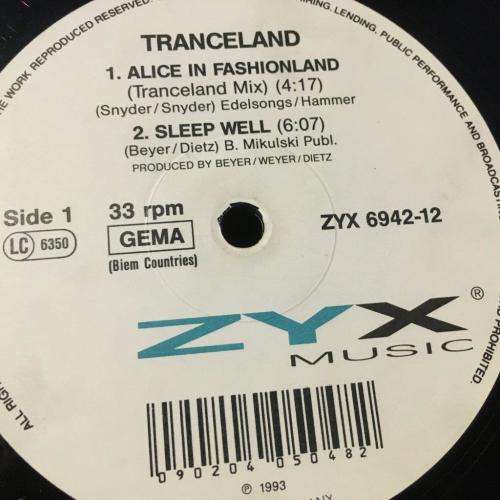 THE WORK REPRODUCED RESERVED.
HIRING, LENDING, PUBLIC PERFORMANCE AND BROADCASTING
TRANCELAND
1. ALICE IN FASHIONLAND
(Tranceland Mix) (4:17)
(Snyder/Snyder) Edelsongs/Hammer
2. SLEEP WELL (6:07)
(Beyer/Dietz) B. Mikulski Publ.
PRODUCED BY BEYER/WEYER/DIETZ
Side 1
33 rpm
ZYX 6942-12
LC 6350
GEMA
(Biem Countries)
ZYX ®
MUSIC
PROHIBITED.
ALL
090204 050482
℗ 1993